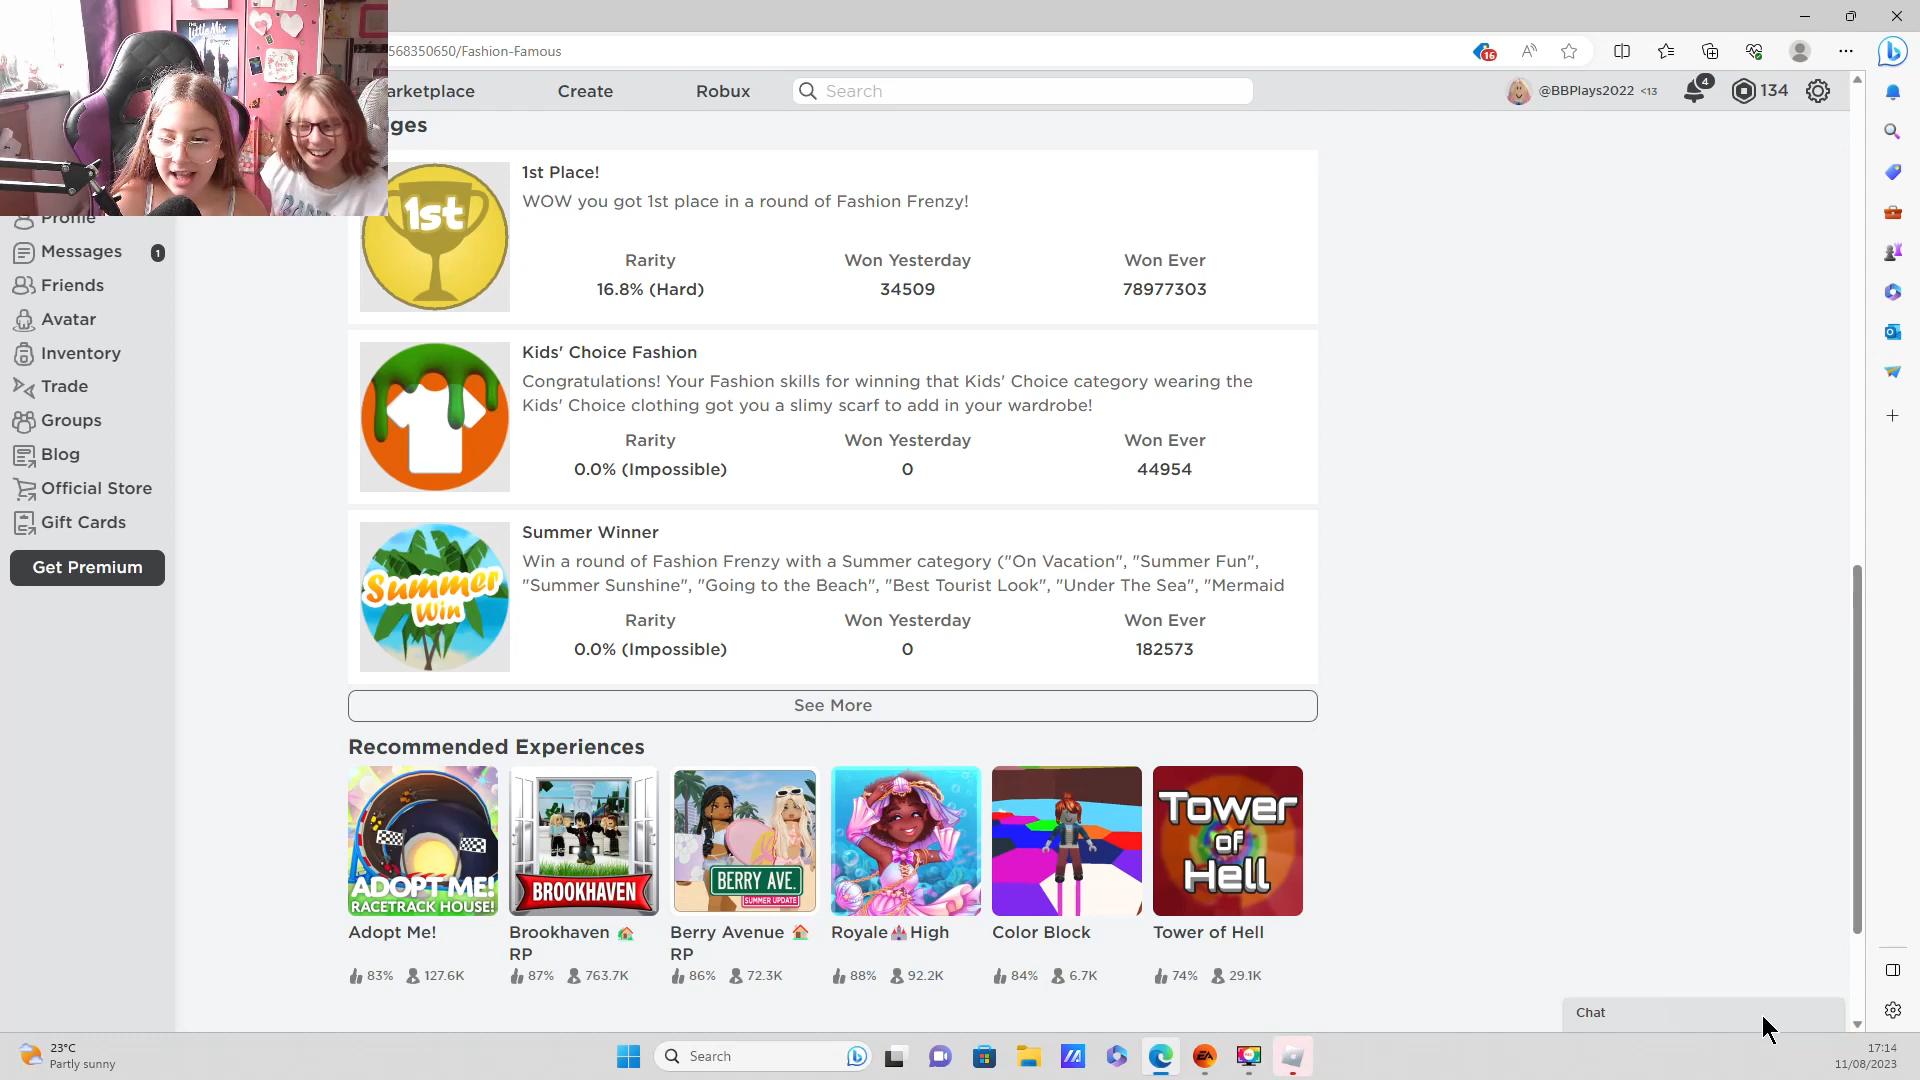 568350650/Fashion-Famous
16
arketplace
Create
Robux
Search
@BBPlays2022 <13
4
134
ges
Profile
Messages
1
Friends
Avatar
Inventory
Trade
Groups
Blog
Official Store
Gift Cards
Get Premium
1st
1st Place!
WOW you got 1st place in a round of Fashion Frenzy!
Rarity
Won Yesterday
Won Ever
16.8% (Hard)
34509
78977303
Kids' Choice Fashion
Congratulations! Your Fashion skills for winning that Kids' Choice category wearing the
Kids' Choice clothing got you a slimy scarf to add in your wardrobe!
Rarity
Won Yesterday
Won Ever
0.0% (Impossible)
0
44954
Summer
Win
Summer Winner
Win a round of Fashion Frenzy with a Summer category ("On Vacation", "Summer Fun",
"Summer Sunshine", "Going to the Beach", "Best Tourist Look", "Under The Sea", "Mermaid
Rarity
Won Yesterday
Won Ever
0.0% (Impossible)
0
182573
See More
Recommended Experiences
ADOPT ME!
RACETRACK HOUSE!
BROOKHAVEN
BERRY AVE.
SUMMER UPDATE
TOWER
OF
HELL
Adopt Me!
83% 127.6K
Brookhaven 🏡
RP
87% 763.7K
Berry Avenue 🏠
RP
86% 72.3K
Royale🏰High
88% 92.2K
Color Block
84% 6.7K
Tower of Hell
74% 29.1K
Chat
23°C
Partly sunny
Search
EA
17:14
11/08/2023